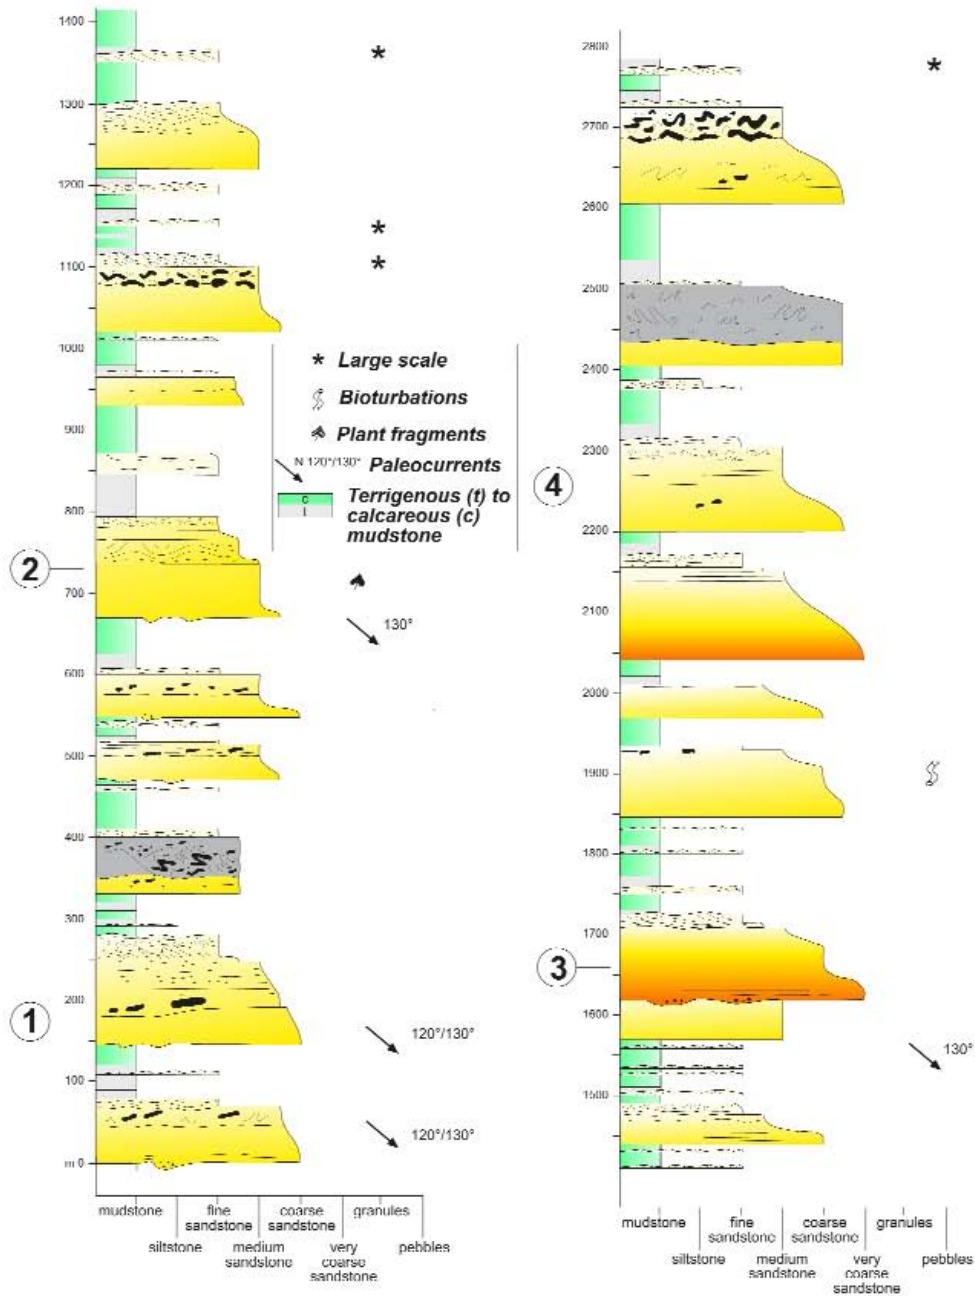 1400
1300
1200
1100
1000
900
800
700
600
500
400
300
200
100
m 0
2
1
* Large scale
Bioturbations
Plant fragments
N 120°/130° Paleocurrents
c
t
Terrigenous (t) to
calcareous (c)
mudstone
*
*
*
130°
120°/130°
120°/130°
mudstone
siltstone
fine
sandstone
medium
sandstone
coarse
sandstone
very
coarse
sandstone
granules
pebbles
2800
2700
2600
2500
2400
2300
2200
2100
2000
1900
1800
1700
1600
1500
4
3
*
130°
mudstone
siltstone
fine
sandstone
medium
sandstone
coarse
sandstone
very
coarse
sandstone
granules
pebbles